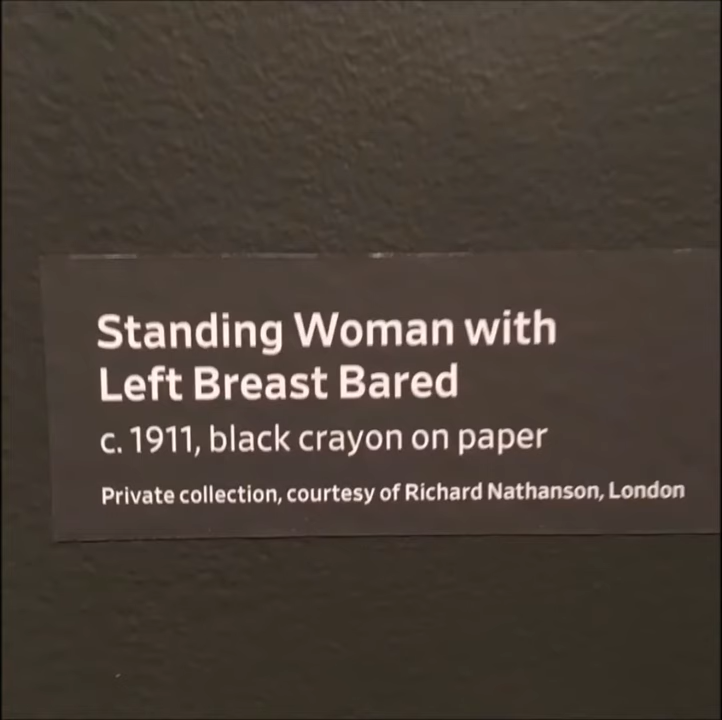 Standing Woman with
Left Breast Bared
c. 1911, black crayon on paper
Private collection, courtesy of Richard Nathanson, London